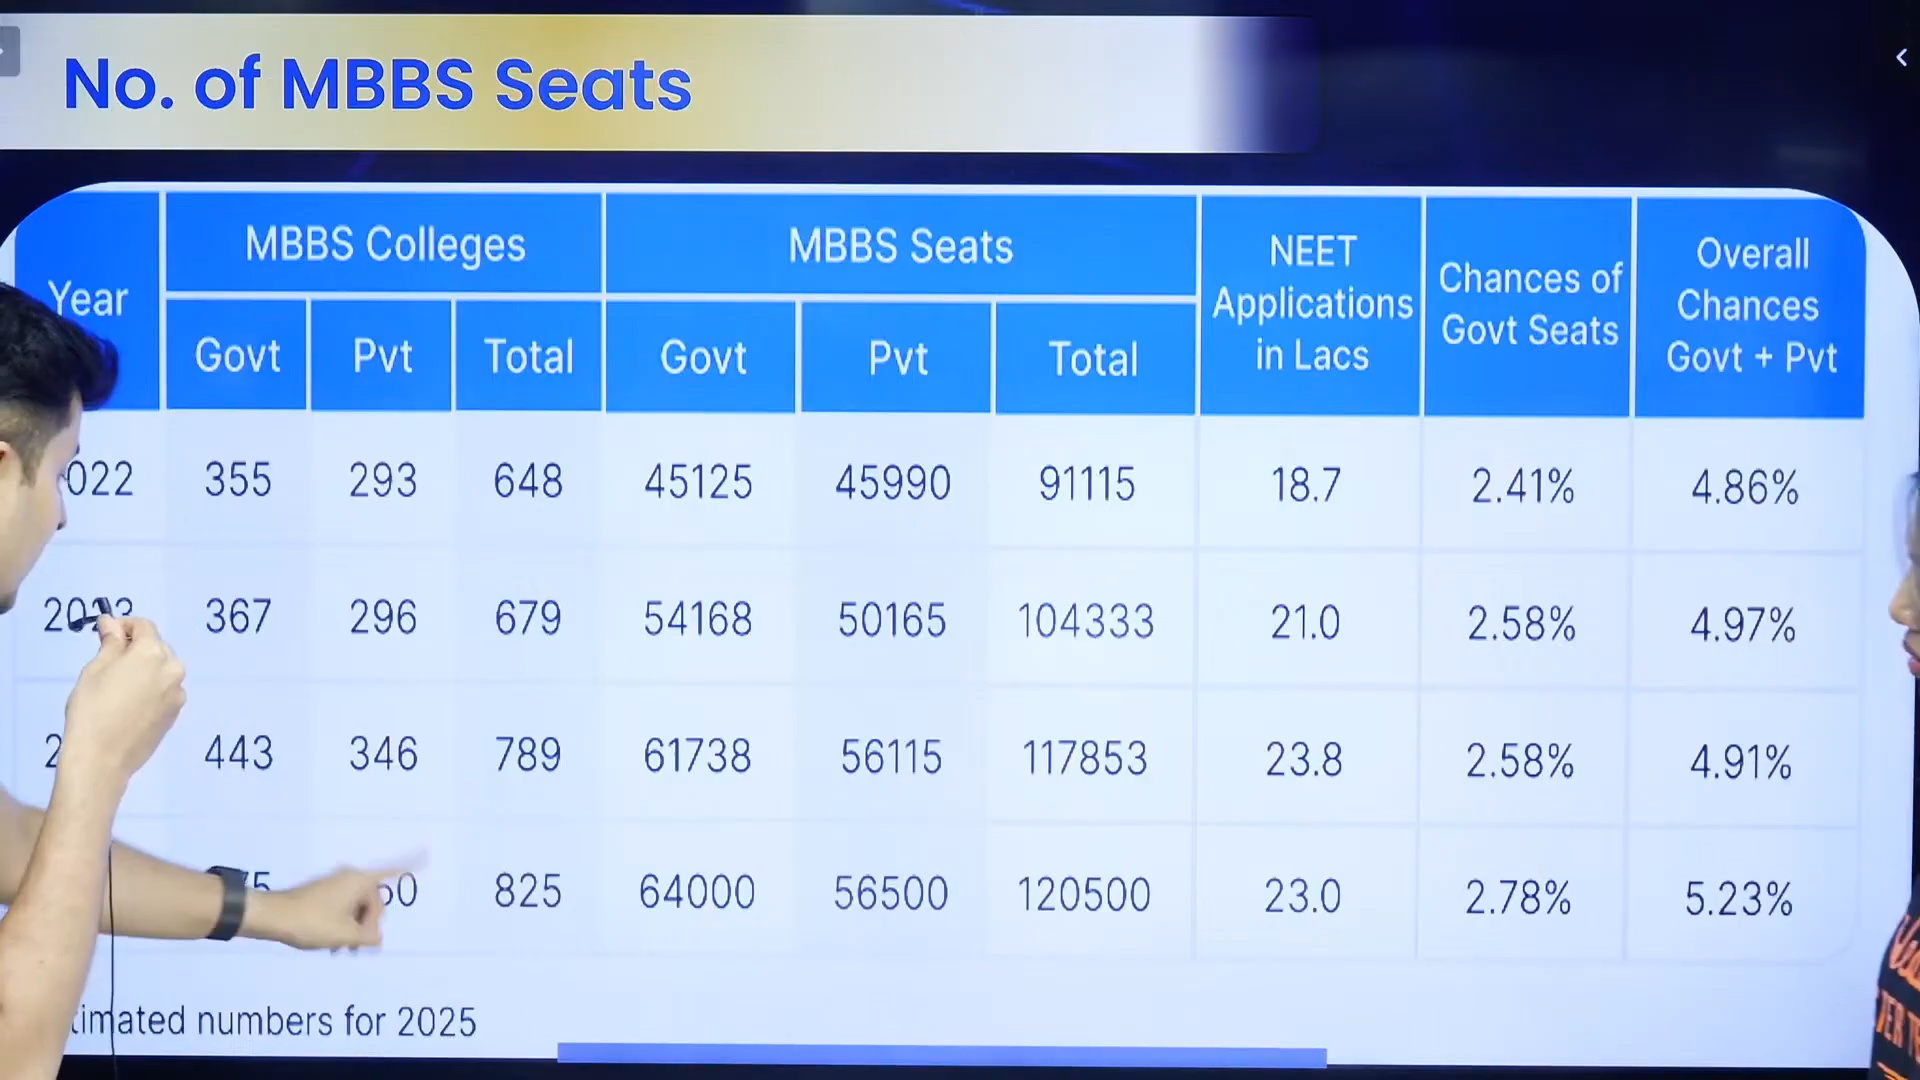 No. of MBBS Seats
Year MBBS Colleges MBBS Seats NEET Applications in Lacs Chances of Govt Seats Overall Chances Govt + Pvt
Govt Pvt Total Govt Pvt Total
022 355 293 648 45125 45990 91115 18.7 2.41% 4.86%
2023 367 296 679 54168 50165 104333 21.0 2.58% 4.97%
443 346 789 61738 56115 117853 23.8 2.58% 4.91%
825 64000 56500 120500 23.0 2.78% 5.23%
timated numbers for 2025